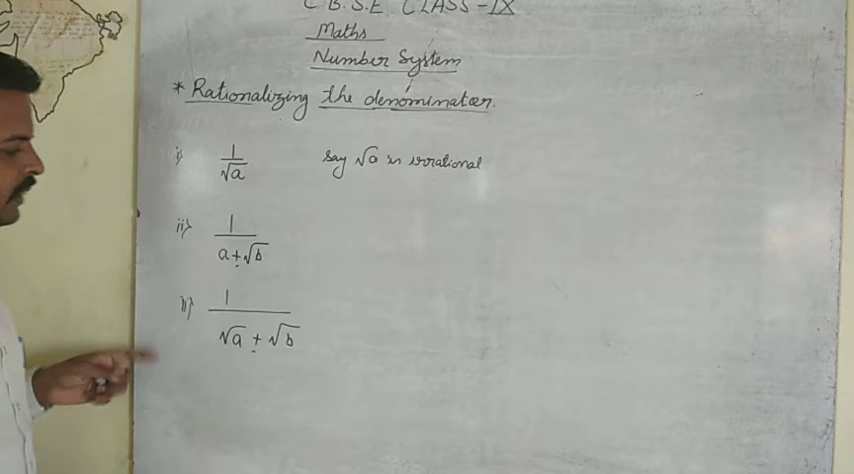 C.B.S.E CLASS-IX
Maths
Number System
* Rationalizing the denominator.
i) 1/√a say √a is irrational
ii) 1/(a±√b)
iii) 1/(√a ± √b)